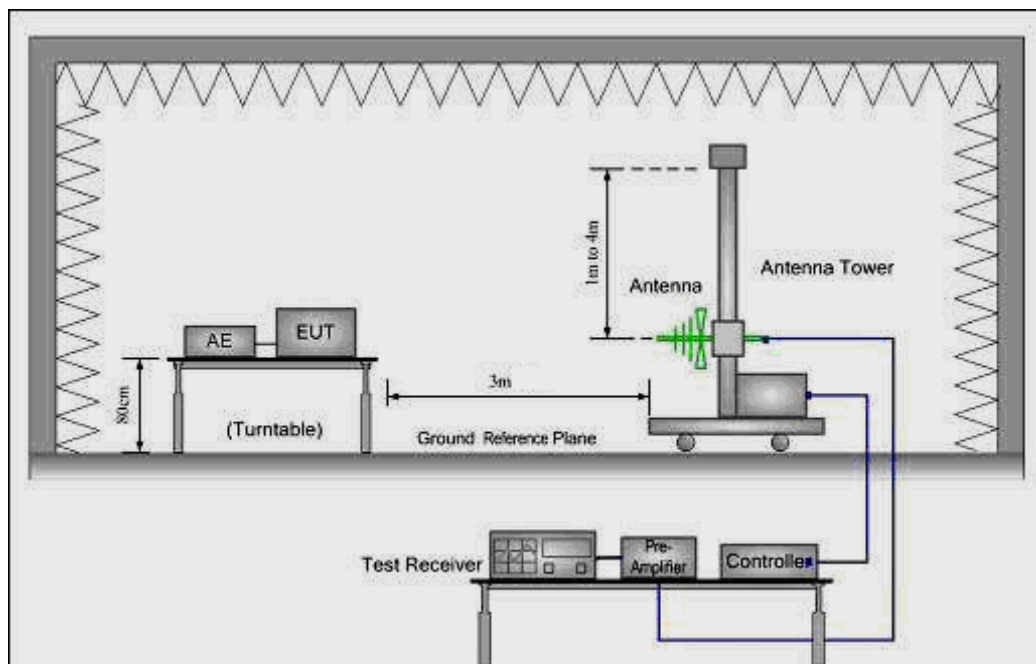 1m to 4m
Antenna
Antenna Tower
AE
EUT
3m
80cm
(Turntable)
Ground Reference Plane
Test Receiver
Pre-
Amplifier
Controller